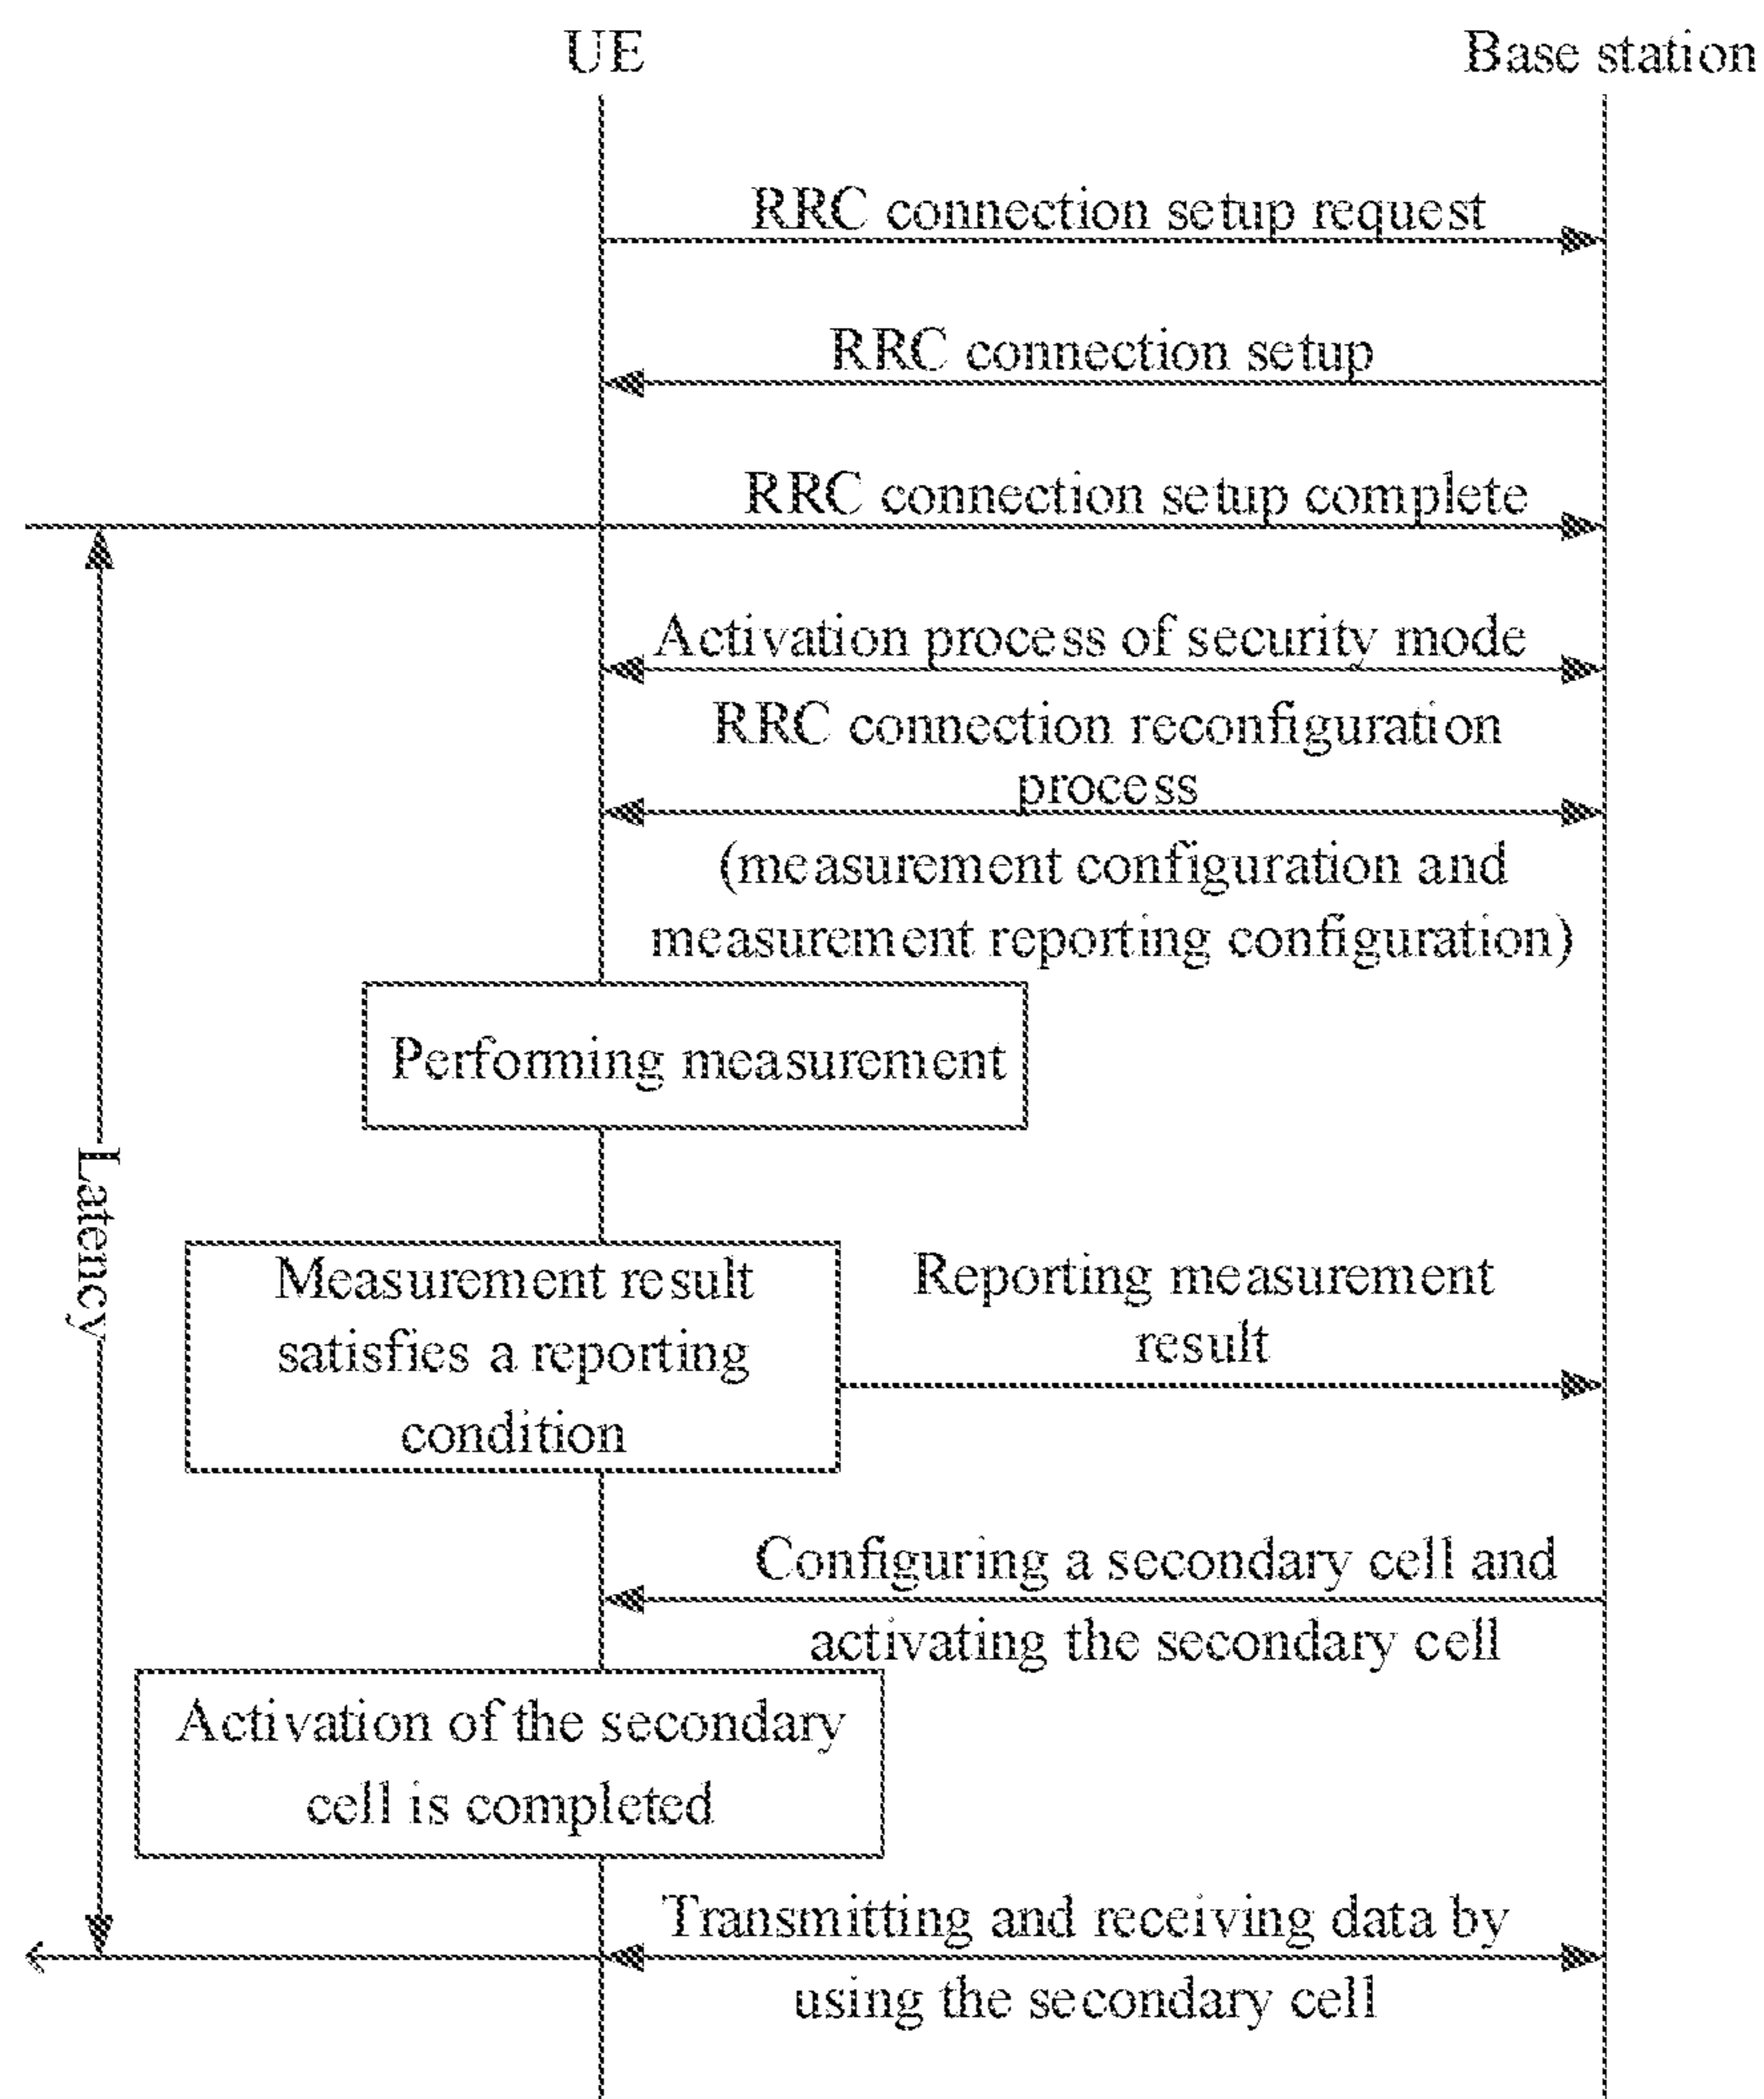 UE
Base station
RRC connection setup request
RRC connection setup
RRC connection setup complete
Activation process of security mode
RRC connection reconfiguration
process
(measurement configuration and
measurement reporting configuration)
Performing measurement
Latency
Measurement result
satisfies a reporting
condition
Reporting measurement
result
Configuring a secondary cell and
activating the secondary cell
Activation of the secondary
cell is completed
Transmitting and receiving data by
using the secondary cell